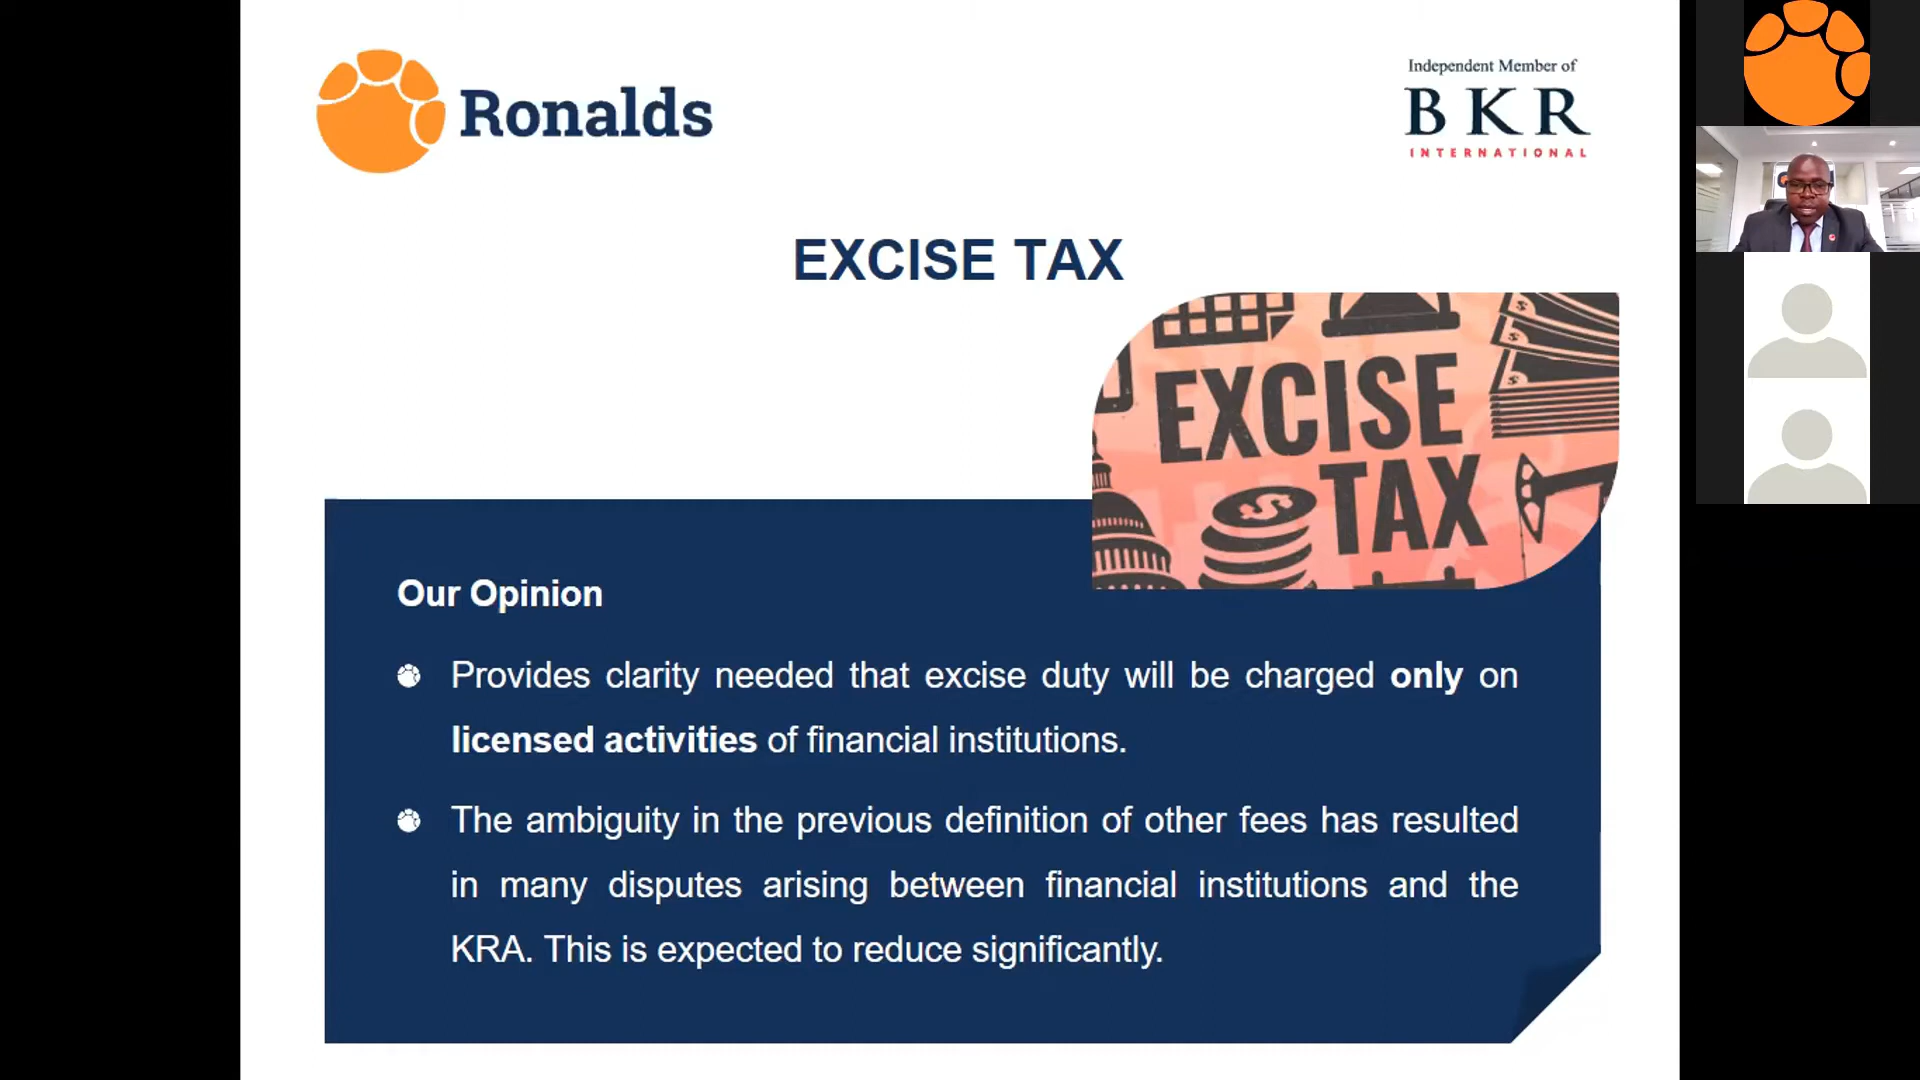 Ronalds
Independent Member of
BKR
INTERNATIONAL
EXCISE TAX
EXCISE
TAX
Our Opinion
Provides clarity needed that excise duty will be charged only on
licensed activities of financial institutions.
The ambiguity in the previous definition of other fees has resulted
in many disputes arising between financial institutions and the
KRA. This is expected to reduce significantly.